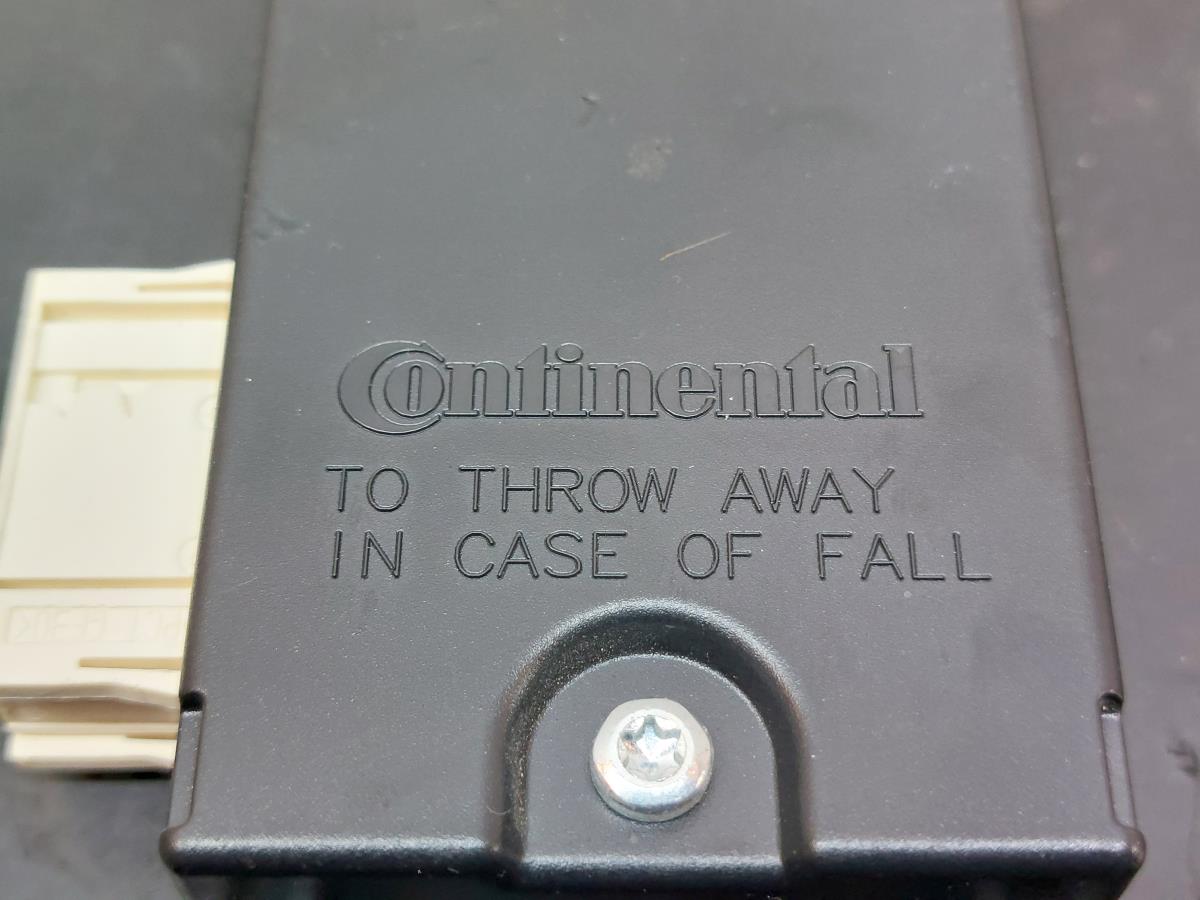 Continental
TO THROW AWAY
IN CASE OF FALL